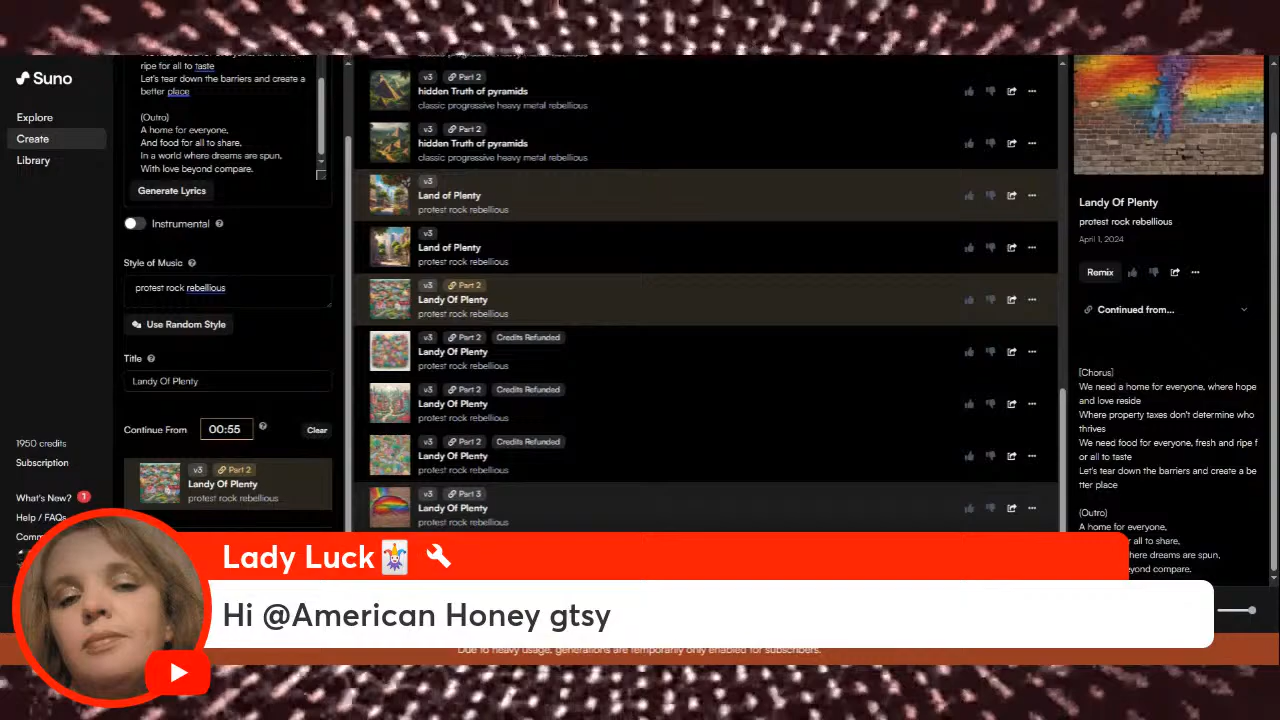 Suno
Explore
Create
Library
1950 credits
Subscription
What's New? 1
Help / FAQs
ripe for all to taste
Let's tear down the barriers and create a
better place
(Outro)
A home for everyone,
And food for all to share,
In a world where dreams are spun,
With love beyond compare.
Generate Lyrics
Instrumental
Style of Music
protest rock rebellious
Use Random Style
Title
Landy Of Plenty
Continue From 00:55 Clear
v3 Part 2
Landy Of Plenty
protest rock rebellious
v3 Part 2
hidden Truth of pyramids
classic progressive heavy metal rebellious
v3 Part 2
hidden Truth of pyramids
classic progressive heavy metal rebellious
v3
Land of Plenty
protest rock rebellious
v3
Land of Plenty
protest rock rebellious
v3 Part 2
Landy Of Plenty
protest rock rebellious
v3 Part 2 Credits Refunded
Landy Of Plenty
protest rock rebellious
v3 Part 2 Credits Refunded
Landy Of Plenty
protest rock rebellious
v3 Part 2 Credits Refunded
Landy Of Plenty
protest rock rebellious
v3 Part 3
Landy Of Plenty
protest rock rebellious
Landy Of Plenty
protest rock rebellious
April 1, 2024
Remix
Continued from...
[Chorus]
We need a home for everyone, where hope
and love reside
Where property taxes don't determine who
thrives
We need food for everyone, fresh and ripe f
or all to taste
Let's tear down the barriers and create a be
tter place
(Outro)
A home for everyone,
for all to share,
where dreams are spun,
beyond compare.
Lady Luck🃏 🔧
Hi @American Honey gtsy
Due to heavy usage, generations are temporarily only enabled for subscribers.